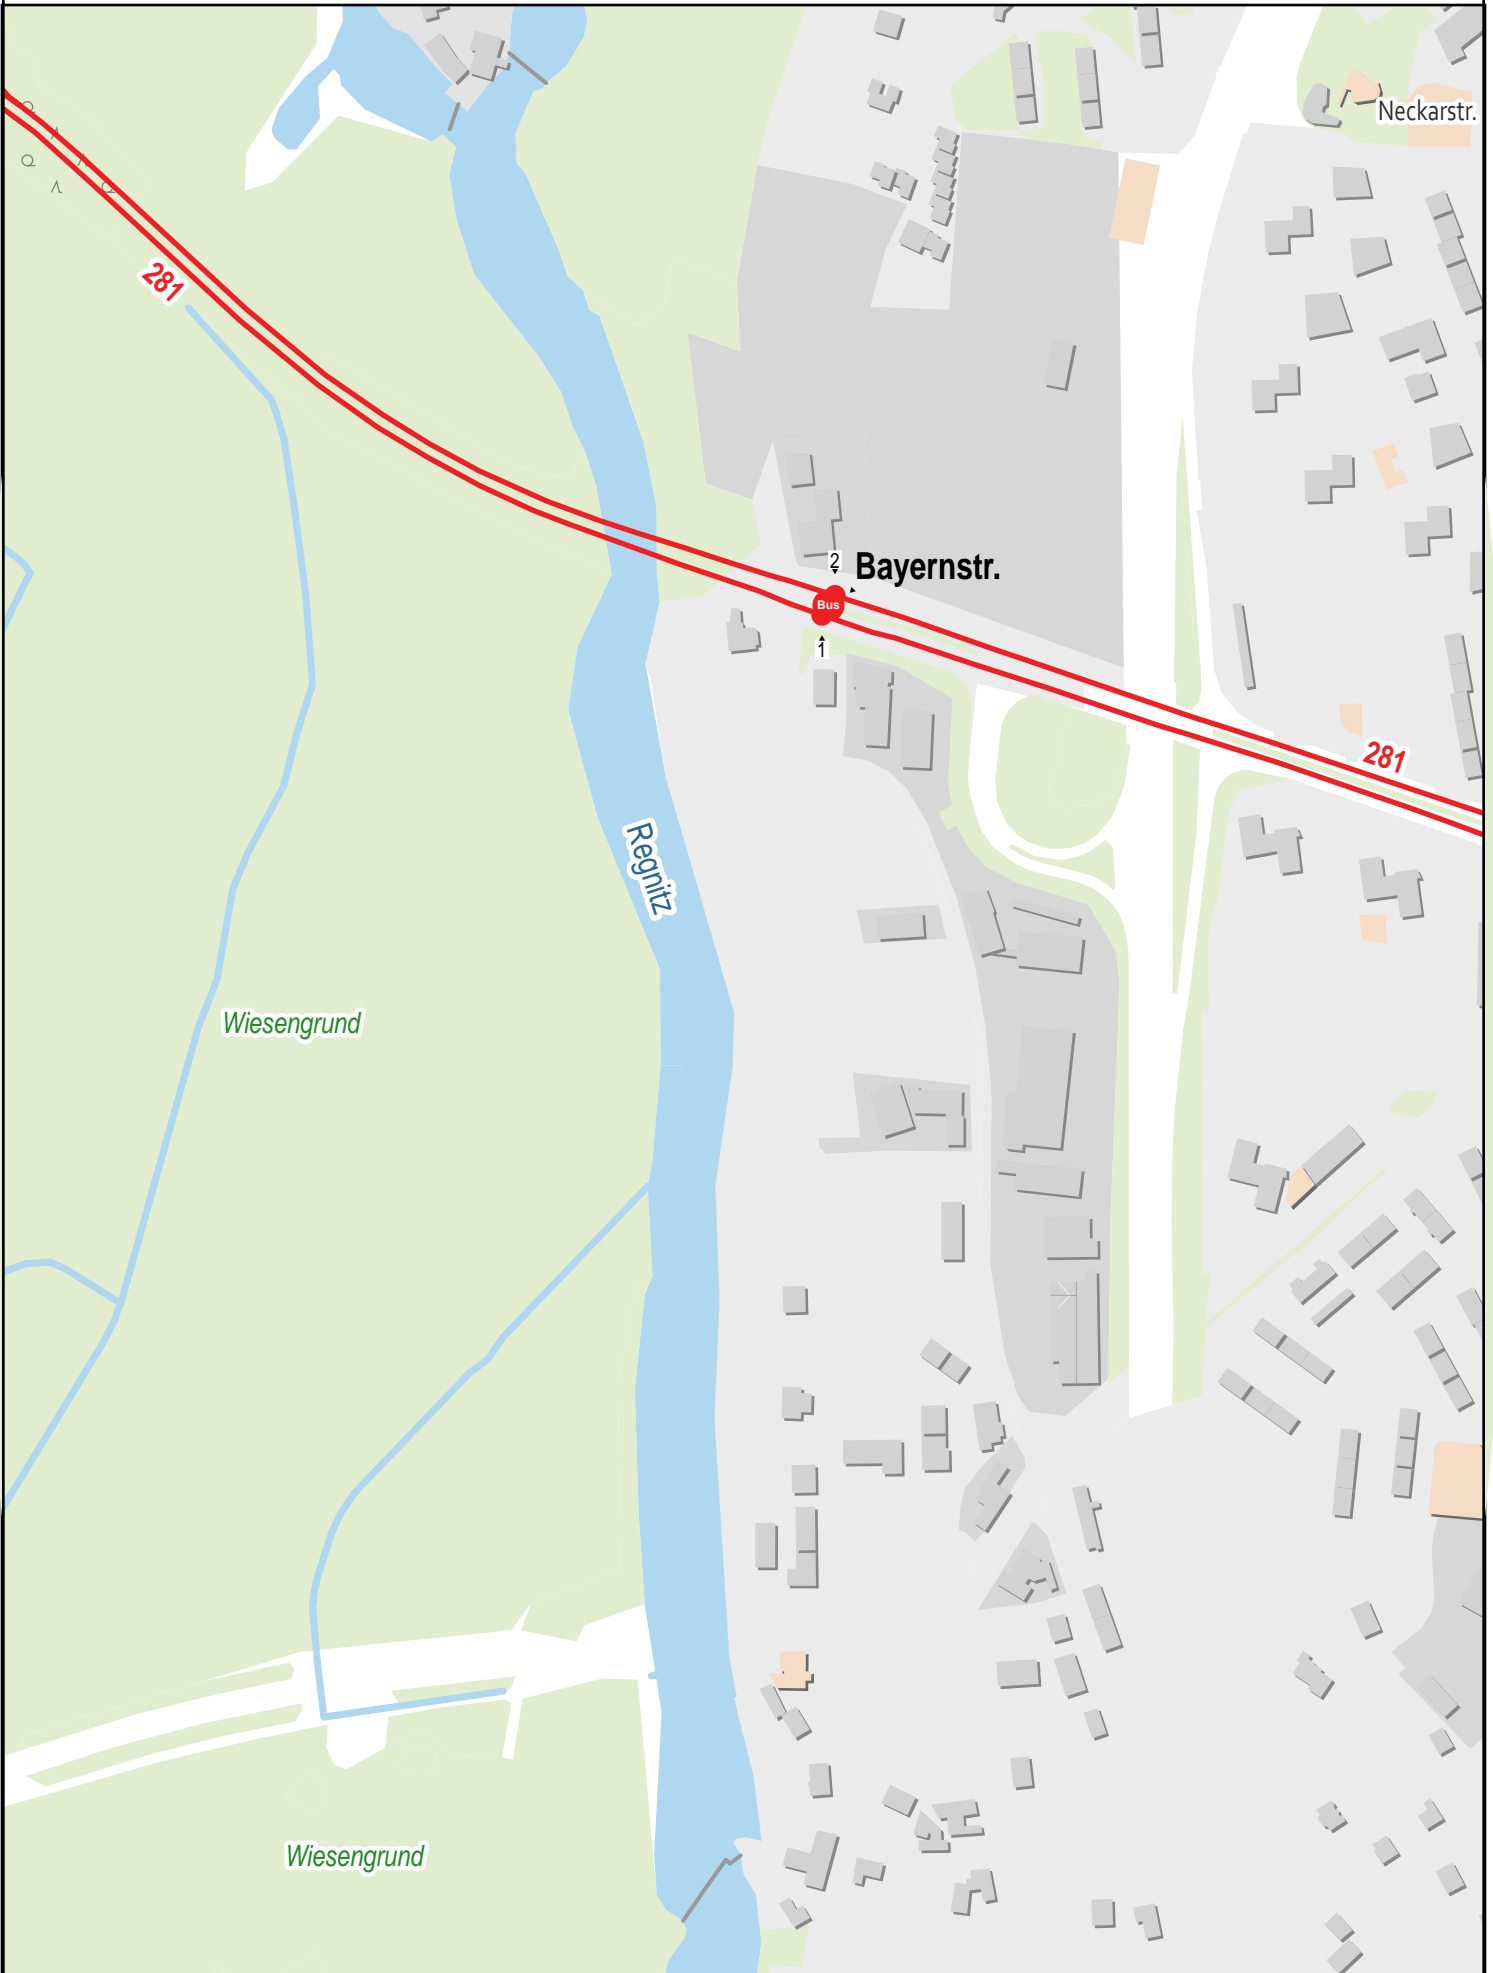 Neckarstr.
281
2
Bayernstr.
Bus
1
281
Regnitz
Wiesengrund
Wiesengrund